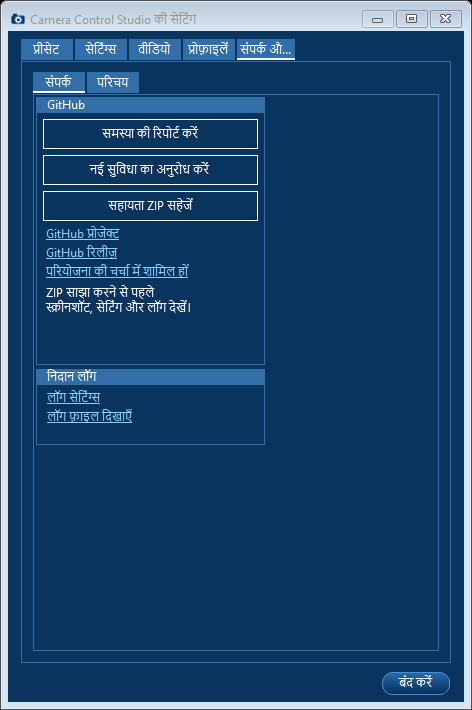 Camera Control Studio की सेटिंग
प्रीसेट सेटिंग्स वीडियो प्रोफ़ाइलें संपर्क औ...
संपर्क परिचय
GitHub
समस्या की रिपोर्ट करें
नई सुविधा का अनुरोध करें
सहायता ZIP सहेजें
GitHub प्रोजेक्ट
GitHub रिलीज़
परियोजना की चर्चा में शामिल हों
ZIP साझा करने से पहले
स्क्रीनशॉट, सेटिंग और लॉग देखें।
निदान लॉग
लॉग सेटिंग्स
लॉग फ़ाइल दिखाएँ
बंद करें